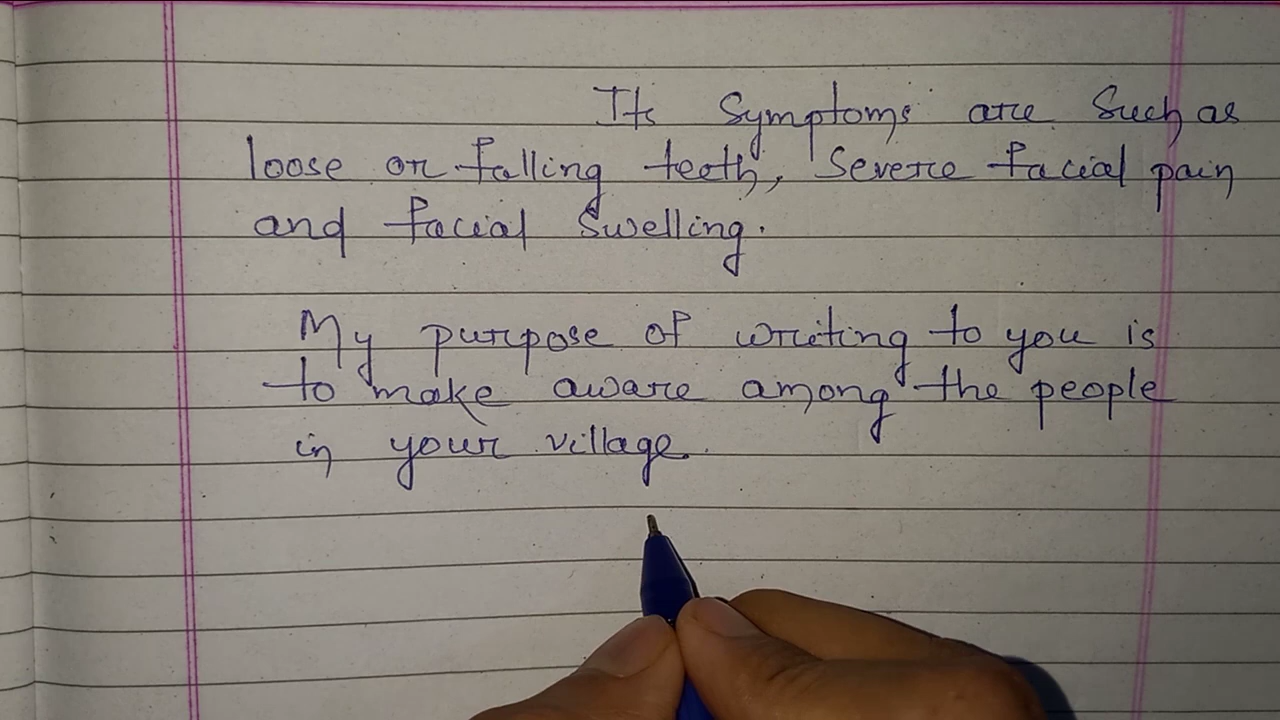 Its Symptoms are Such as
loose or falling teeth, Severe facial pain
and facial Swelling.
My purpose of writing to you is
to make aware among the people
in your village.